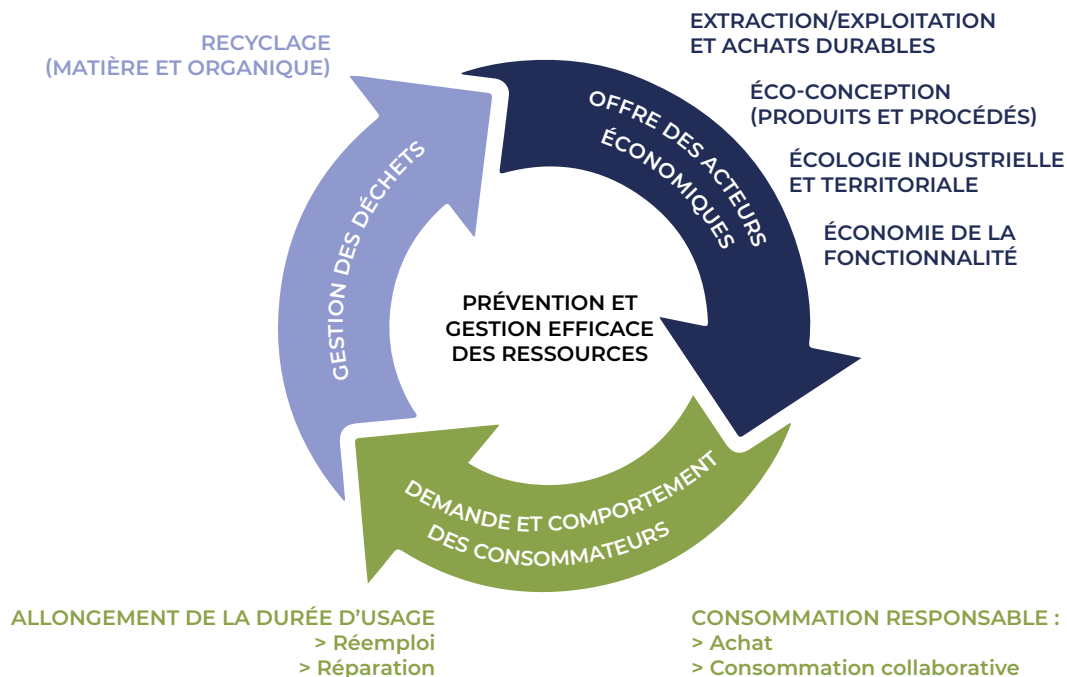 RECYCLAGE
(MATIÈRE ET ORGANIQUE)
EXTRACTION/EXPLOITATION
ET ACHATS DURABLES
ÉCO-CONCEPTION
(PRODUITS ET PROCÉDÉS)
ÉCOLOGIE INDUSTRIELLE
ET TERRITORIALE
ÉCONOMIE DE LA
FONCTIONNALITÉ
OFFRE DES ACTEURS
ÉCONOMIQUES
GESTION DES DÉCHETS
PRÉVENTION ET
GESTION EFFICACE
DES RESSOURCES
DEMANDE ET COMPORTEMENT
DES CONSOMMATEURS
ALLONGEMENT DE LA DURÉE D’USAGE
> Réemploi
> Réparation
CONSOMMATION RESPONSABLE :
> Achat
> Consommation collaborative